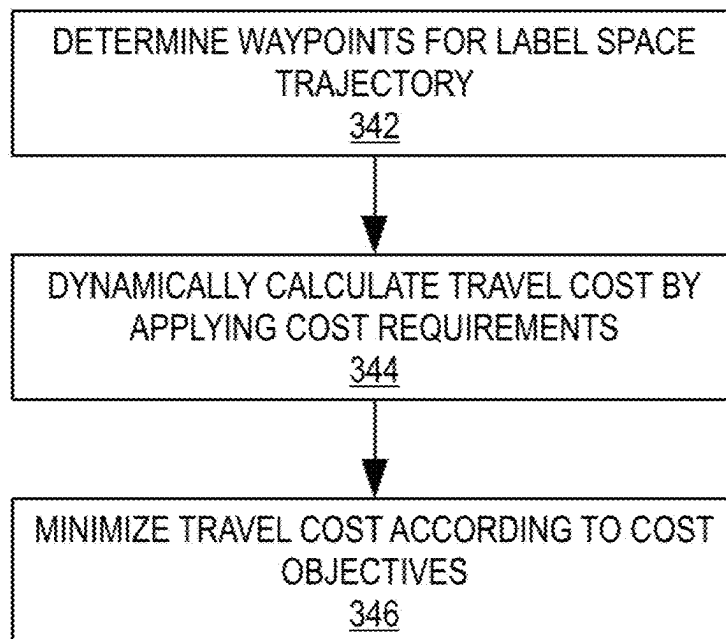 DETERMINE WAYPOINTS FOR LABEL SPACE
TRAJECTORY
342
DYNAMICALLY CALCULATE TRAVEL COST BY
APPLYING COST REQUIREMENTS
344
MINIMIZE TRAVEL COST ACCORDING TO COST
OBJECTIVES
346